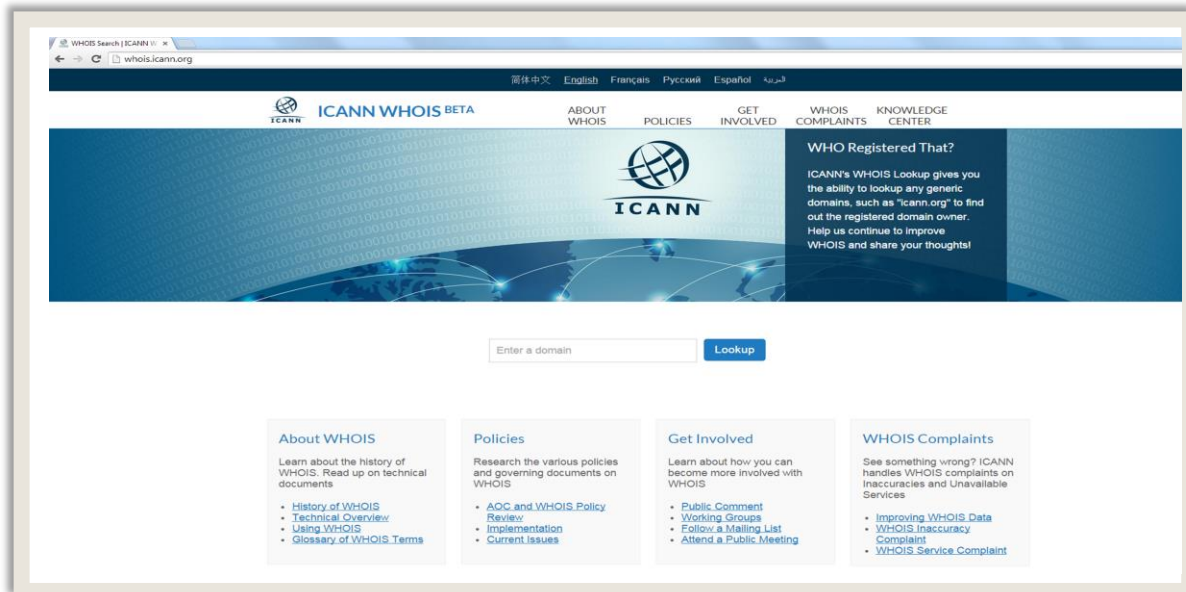 WHOIS Search | ICANN W
whois.icann.org
简体中文 English Français Русский Español العربية
ICANN
ICANN WHOIS BETA
ABOUT WHOIS
POLICIES
GET INVOLVED
WHOIS COMPLAINTS
KNOWLEDGE CENTER
ICANN
WHO Registered That?
ICANN's WHOIS Lookup gives you
the ability to lookup any generic
domains, such as "icann.org" to find
out the registered domain owner.
Help us continue to improve
WHOIS and share your thoughts!
Enter a domain
Lookup
About WHOIS
Learn about the history of
WHOIS. Read up on technical
documents
• History of WHOIS
• Technical Overview
• Using WHOIS
• Glossary of WHOIS Terms
Policies
Research the various policies
and governing documents on
WHOIS
• AOC and WHOIS Policy
Review
• Implementation
• Current Issues
Get Involved
Learn about how you can
become more involved with
WHOIS
• Public Comment
• Working Groups
• Follow a Mailing List
• Attend a Public Meeting
WHOIS Complaints
See something wrong? ICANN
handles WHOIS complaints on
Inaccuracies and Unavailable
Services
• Improving WHOIS Data
• WHOIS Inaccuracy
Complaint
• WHOIS Service Complaint